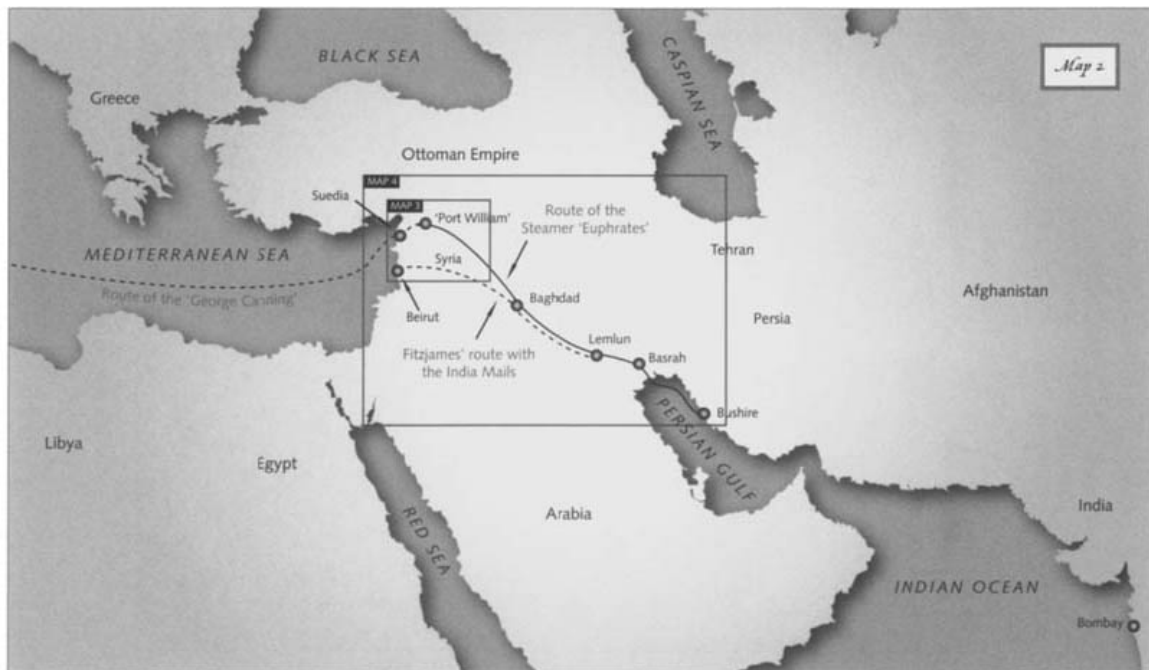 BLACK SEA
CASPIAN SEA
Map 2
Greece
Ottoman Empire
MAP 4
Suedia
MAP 3
'Port William'
Route of the
Steamer 'Euphrates'
MEDITERRANEAN SEA
Syria
Tehran
Route of the 'George Canning'
Baghdad
Afghanistan
Beirut
Persia
Fitzjames' route with
the India Mails
Lemlun
Basrah
PERSIAN GULF
Bushire
Libya
Egypt
RED SEA
Arabia
India
INDIAN OCEAN
Bombay